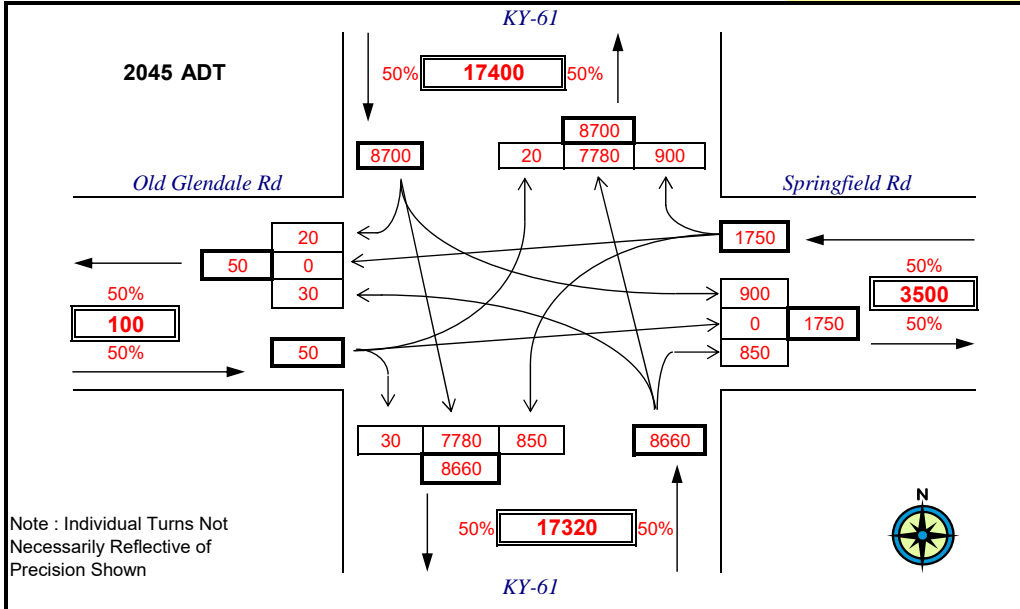 KY-61
2045 ADT
50% 17400 50%
8700
8700
20 7780 900
Old Glendale Rd
Springfield Rd
20
1750
50 0
50%
50%
30
900
3500
100
0 1750
50%
50%
50
850
30 7780 850
8660
8660
N
Note : Individual Turns Not
Necessarily Reflective of
Precision Shown
50% 17320 50%
KY-61